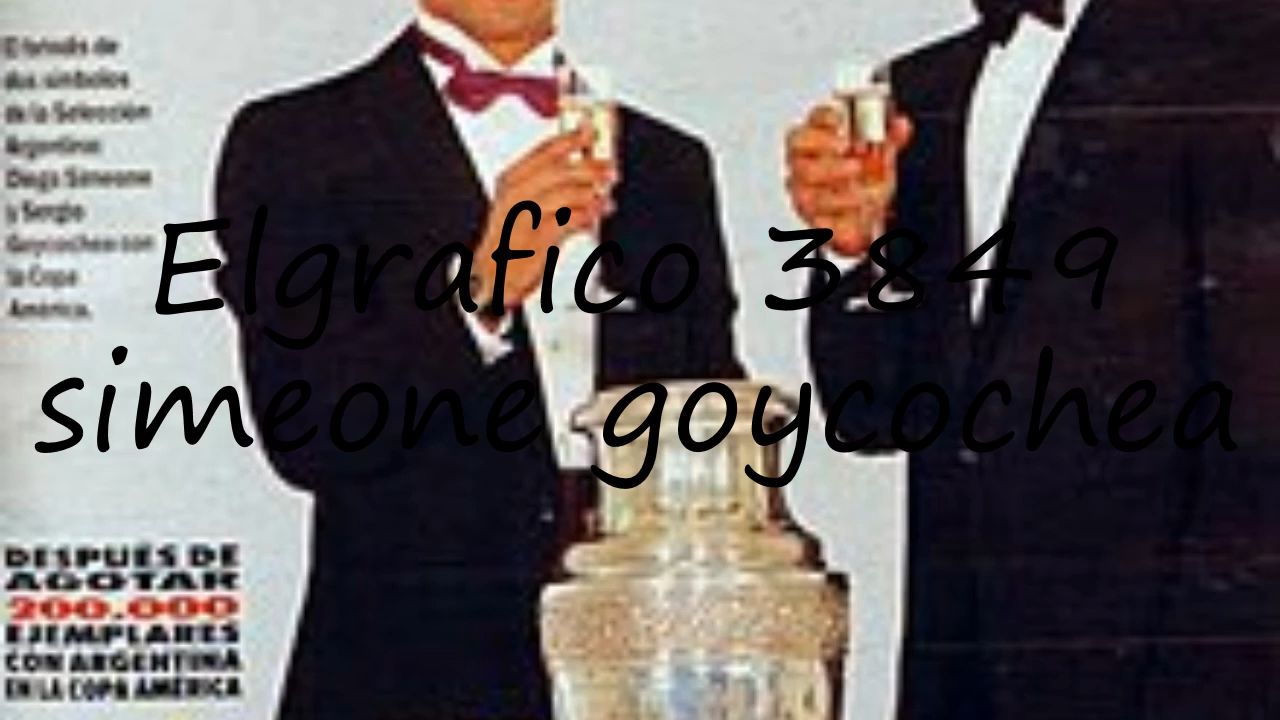 El brindis de
dos símbolos
de la Selección
Argentina:
Diego Simeone
y Sergio
Goycochea con
la Copa
América.
Elgrafico 3849
simeone goycochea
DESPUÉS DE
AGOTAR
200.000
EJEMPLARES
CON ARGENTINA
EN LA COPA AMÉRICA